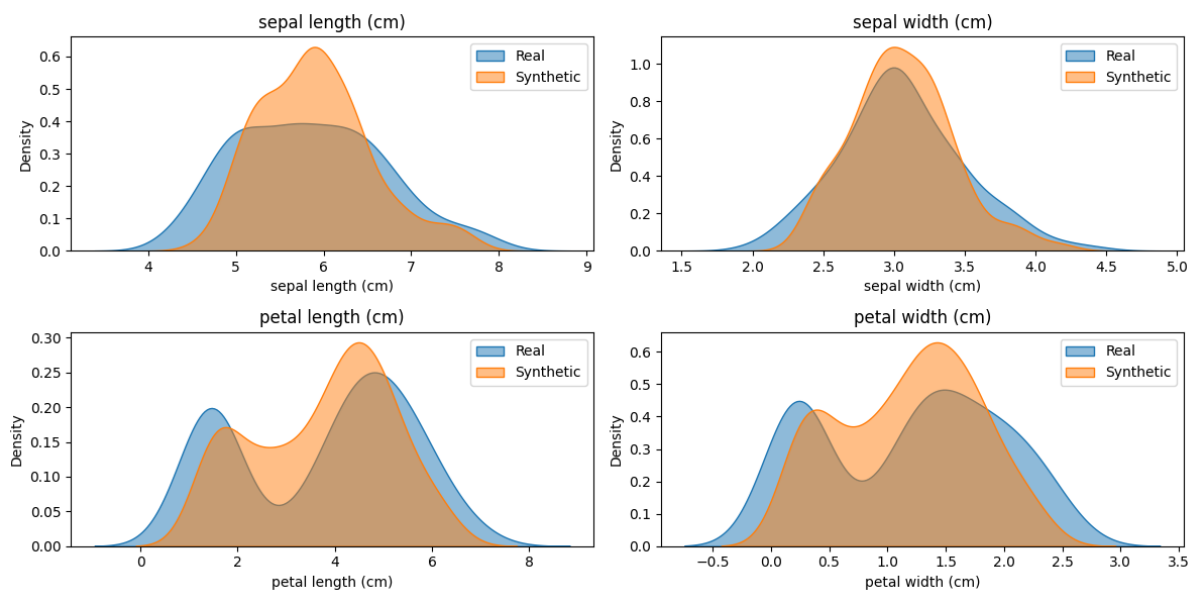 sepal length (cm)
Density
0.6
0.5
0.4
0.3
0.2
0.1
0.0
4 5 6 7 8 9
sepal length (cm)
Real
Synthetic
sepal width (cm)
Density
1.0
0.8
0.6
0.4
0.2
0.0
1.5 2.0 2.5 3.0 3.5 4.0 4.5 5.0
sepal width (cm)
Real
Synthetic
petal length (cm)
Density
0.30
0.25
0.20
0.15
0.10
0.05
0.00
0 2 4 6 8
petal length (cm)
Real
Synthetic
petal width (cm)
Density
0.6
0.5
0.4
0.3
0.2
0.1
0.0
−0.5 0.0 0.5 1.0 1.5 2.0 2.5 3.0 3.5
petal width (cm)
Real
Synthetic